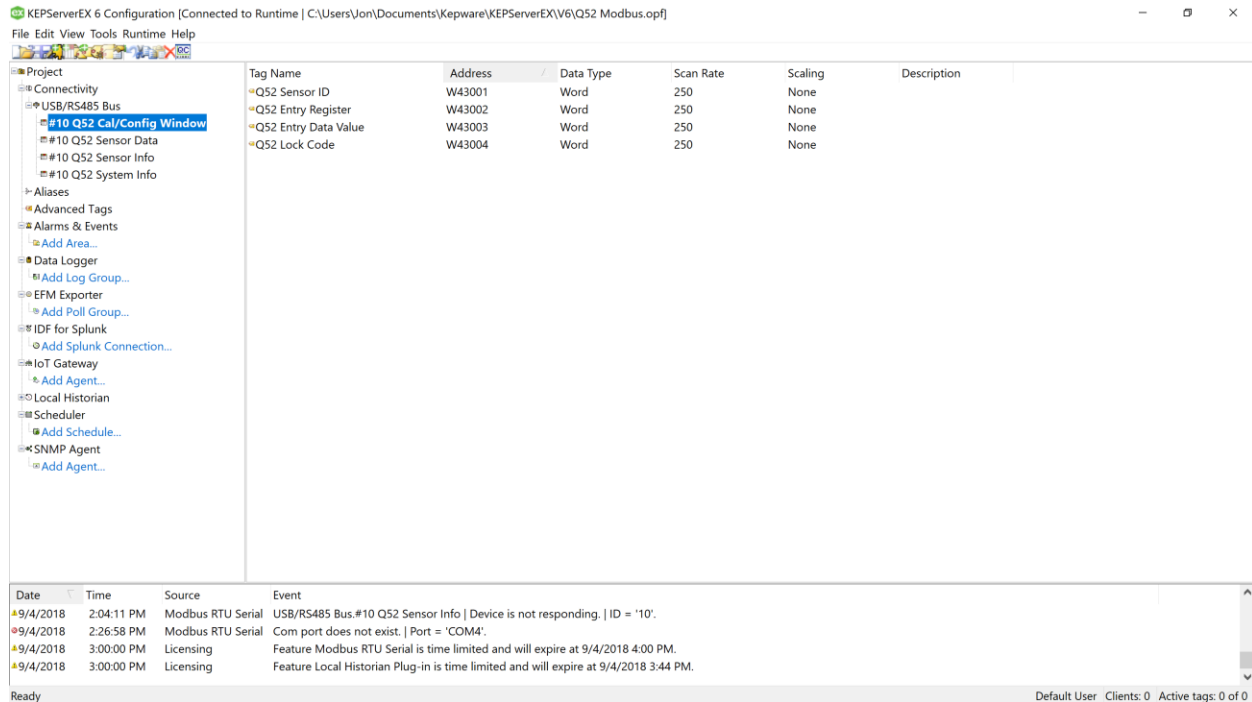 KEPServerEX 6 Configuration [Connected to Runtime | C:\Users\Jon\Documents\Kepware\KEPServerEX\V6\Q52 Modbus.opf]
File Edit View Tools Runtime Help
QC
Project
Connectivity
USB/RS485 Bus
#10 Q52 Cal/Config Window
#10 Q52 Sensor Data
#10 Q52 Sensor Info
#10 Q52 System Info
Aliases
Advanced Tags
Alarms & Events
Add Area...
Data Logger
Add Log Group...
EFM Exporter
Add Poll Group...
IDF for Splunk
Add Splunk Connection...
IoT Gateway
Add Agent...
Local Historian
Scheduler
Add Schedule...
SNMP Agent
Add Agent...
Tag Name Address Data Type Scan Rate Scaling Description
Q52 Sensor ID W43001 Word 250 None
Q52 Entry Register W43002 Word 250 None
Q52 Entry Data Value W43003 Word 250 None
Q52 Lock Code W43004 Word 250 None
Date Time Source Event
9/4/2018 2:04:11 PM Modbus RTU Serial USB/RS485 Bus.#10 Q52 Sensor Info | Device is not responding. | ID = '10'.
9/4/2018 2:26:58 PM Modbus RTU Serial Com port does not exist. | Port = 'COM4'.
9/4/2018 3:00:00 PM Licensing Feature Modbus RTU Serial is time limited and will expire at 9/4/2018 4:00 PM.
9/4/2018 3:00:00 PM Licensing Feature Local Historian Plug-in is time limited and will expire at 9/4/2018 3:44 PM.
Ready Default User Clients: 0 Active tags: 0 of 0